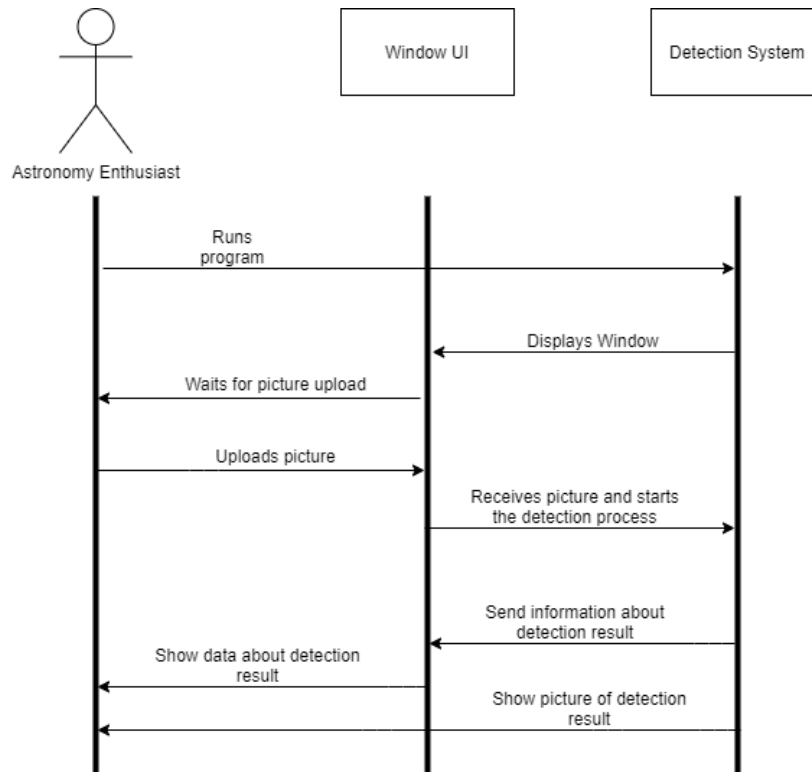 Window UI
Detection System
Astronomy Enthusiast
Runs
program
Displays Window
Waits for picture upload
Uploads picture
Receives picture and starts
the detection process
Send information about
detection result
Show data about detection
result
Show picture of detection
result